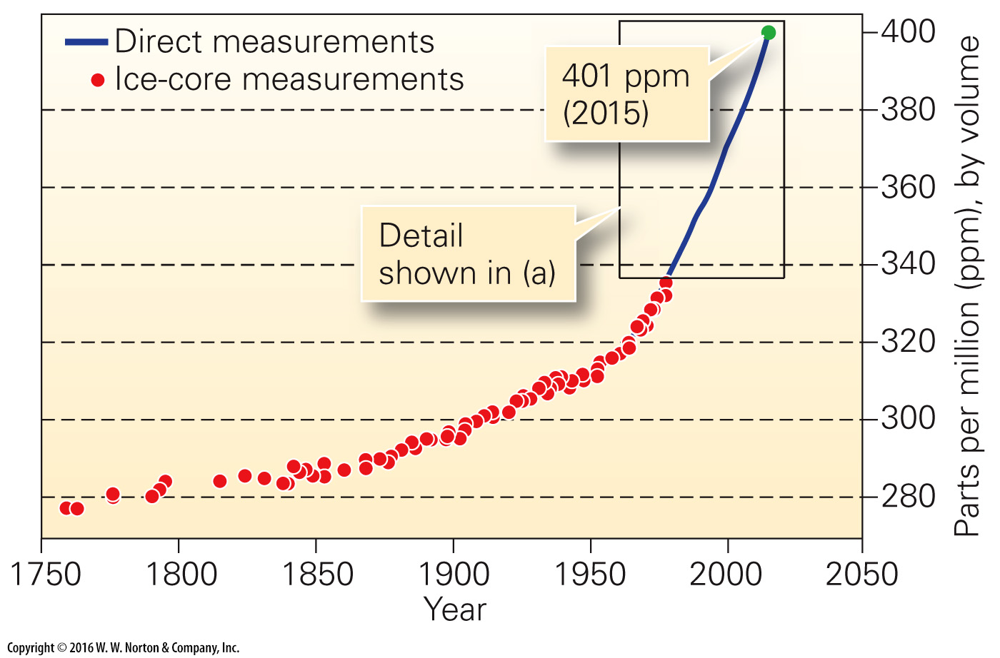 Direct measurements
Ice-core measurements
401 ppm
(2015)
Detail
shown in (a)
400
380
360
340
320
300
280
Parts per million (ppm), by volume
1750 1800 1850 1900 1950 2000 2050
Year
Copyright © 2016 W. W. Norton & Company, Inc.